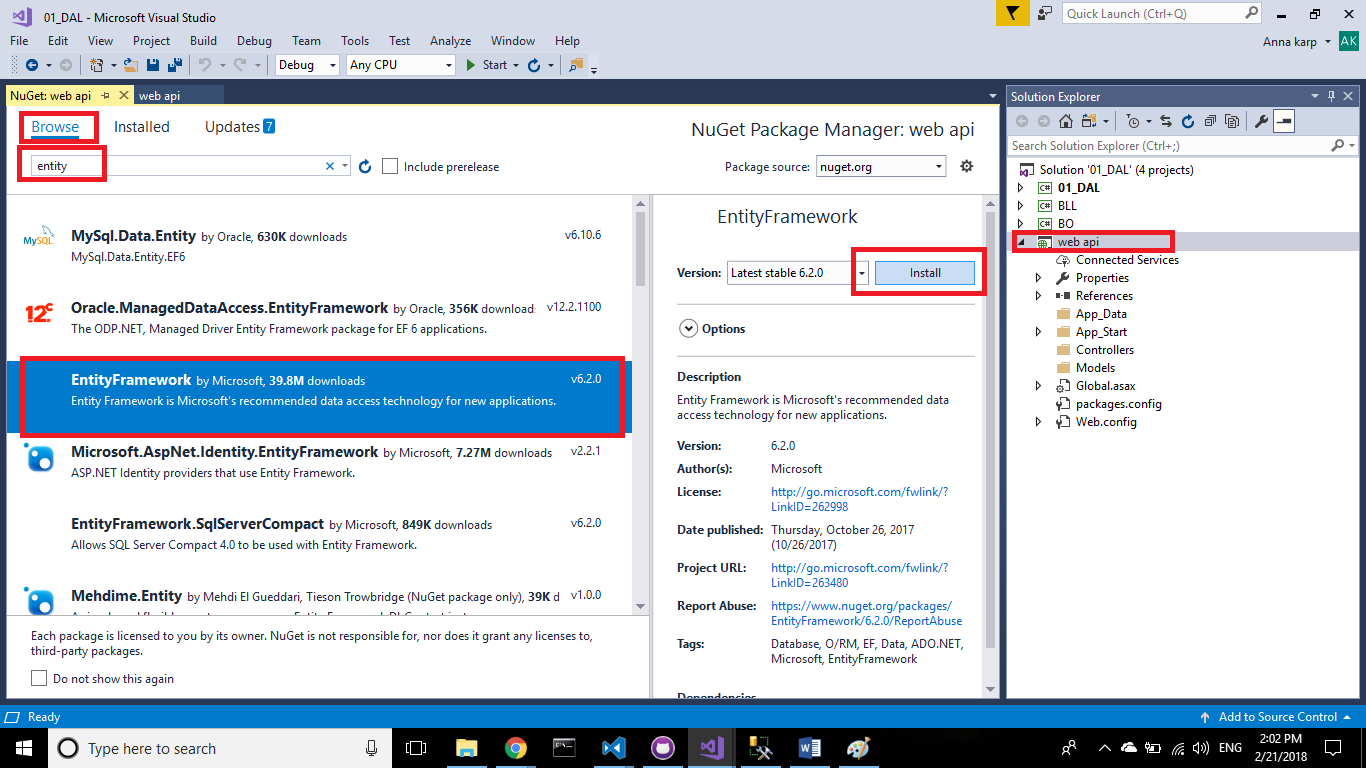 01_DAL - Microsoft Visual Studio
Quick Launch (Ctrl+Q)
File Edit View Project Build Debug Team Tools Test Analyze Window Help
Anna karp AK
Debug Any CPU Start
NuGet: web api web api
Browse Installed Updates 7
NuGet Package Manager: web api
entity
Include prerelease
Package source: nuget.org
MySQL
MySql.Data.Entity by Oracle, 630K downloads v6.10.6
MySql.Data.Entity.EF6
12c
Oracle.ManagedDataAccess.EntityFramework by Oracle, 356K downloads v12.2.1100
The ODP.NET, Managed Driver Entity Framework package for EF 6 applications.
EntityFramework by Microsoft, 39.8M downloads v6.2.0
Entity Framework is Microsoft's recommended data access technology for new applications.
Microsoft.AspNet.Identity.EntityFramework by Microsoft, 7.27M downloads v2.2.1
ASP.NET Identity providers that use Entity Framework.
EntityFramework.SqlServerCompact by Microsoft, 849K downloads v6.2.0
Allows SQL Server Compact 4.0 to be used with Entity Framework.
Mehdime.Entity by Mehdi El Gueddari, Tieson Trowbridge (NuGet package only), 39K d v1.0.0
Each package is licensed to you by its owner. NuGet is not responsible for, nor does it grant any licenses to,
third-party packages.
Do not show this again
EntityFramework
Version: Latest stable 6.2.0 Install
Options
Description
Entity Framework is Microsoft's recommended data
access technology for new applications.
Version: 6.2.0
Author(s): Microsoft
License: http://go.microsoft.com/fwlink/?
LinkID=262998
Date published: Thursday, October 26, 2017
(10/26/2017)
Project URL: http://go.microsoft.com/fwlink/?
LinkID=263480
Report Abuse: https://www.nuget.org/packages/
EntityFramework/6.2.0/ReportAbuse
Tags: Database, O/RM, EF, Data, ADO.NET,
Microsoft, EntityFramework
Dependencies
Solution Explorer
Search Solution Explorer (Ctrl+;)
Solution '01_DAL' (4 projects)
C# 01_DAL
C# BLL
C# BO
web api
Connected Services
Properties
References
App_Data
App_Start
Controllers
Models
Global.asax
packages.config
Web.config
Ready
Add to Source Control
Type here to search
ENG
2:02 PM
2/21/2018